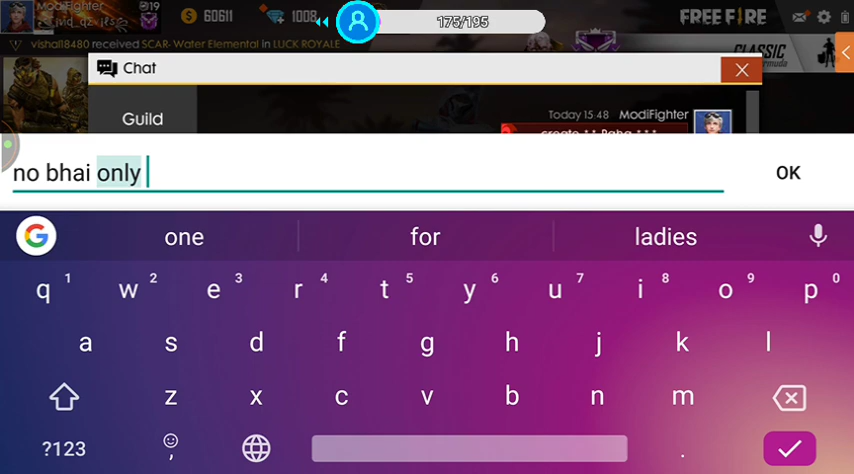 ModiFighter
919
60611
1008
175/195
FREE FIRE
vishall8480 received SCAR- Water Elemental in LUCK ROYALE
CLASSIC
Chat
Guild
Today 15:48 ModiFighter
create
no bhai only
OK
one for ladies
q 1 w 2 e 3 r 4 t 5 y 6 u 7 i 8 o 9 p 0
a s d f g h j k l
z x c v b n m
?123 , .